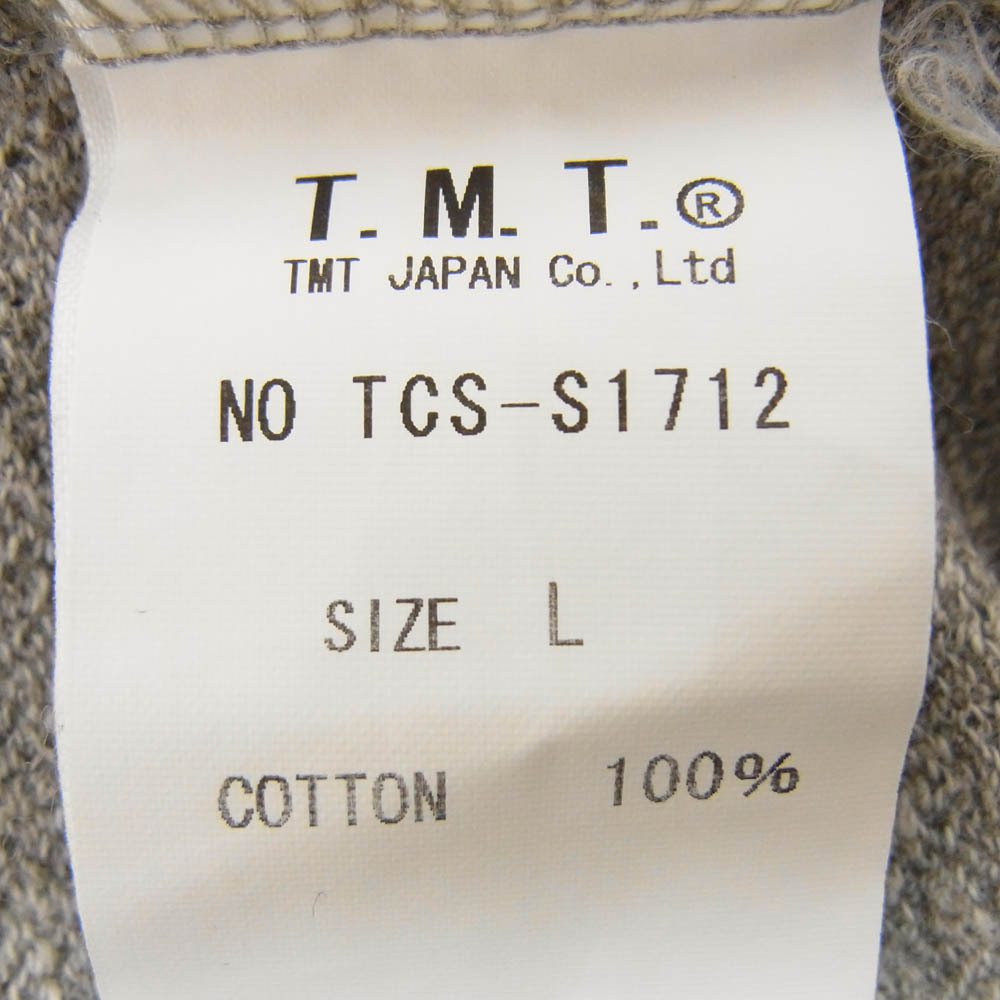 T. M. T.®
TMT JAPAN Co.,Ltd
NO TCS-S1712
SIZE L
COTTON 100%